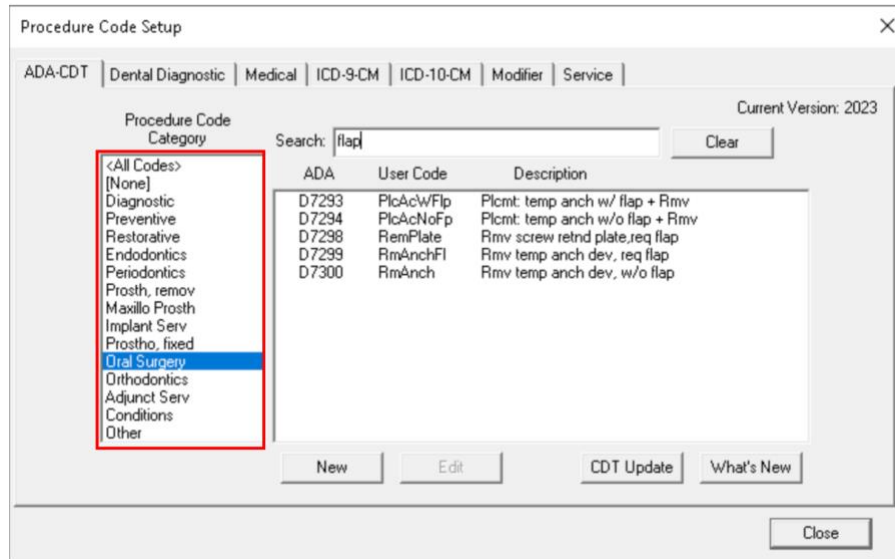 Procedure Code Setup
ADA-CDT Dental Diagnostic Medical ICD-9-CM ICD-10-CM Modifier Service
Current Version: 2023
Procedure Code
Category
Search: flap Clear
<All Codes>
[None]
Diagnostic
Preventive
Restorative
Endodontics
Periodontics
Prosth, remov
Maxillo Prosth
Implant Serv
Prostho, fixed
Oral Surgery
Orthodontics
Adjunct Serv
Conditions
Other
ADA User Code Description
D7293 PlcAcWFlp Plcmt: temp anch w/ flap + Rmv
D7294 PlcAcNoFp Plcmt: temp anch w/o flap + Rmv
D7298 RemPlate Rmv screw retnd plate,req flap
D7299 RmAnchFl Rmv temp anch dev, req flap
D7300 RmAnch Rmv temp anch dev, w/o flap
New Edit CDT Update What's New
Close